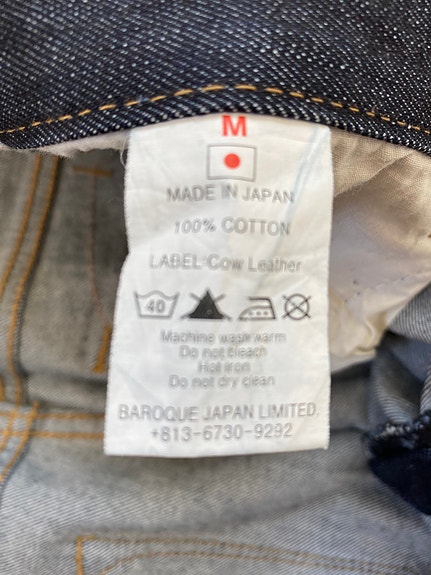 M
MADE IN JAPAN
100% COTTON
LABEL:Cow Leather
40
Machine wash warm
Do not bleach
Hot iron
Do not dry clean
BAROQUE JAPAN LIMITED.
+813-6730-9292